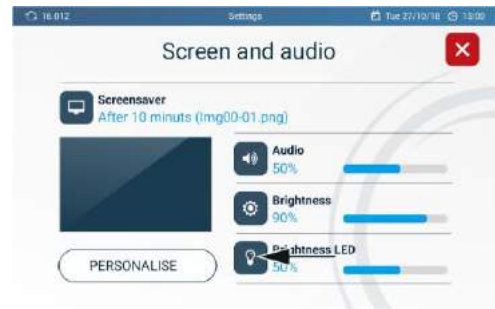 16.012 Settings Tue 27/10/18 13:00
Screen and audio
Screensaver
After 10 minuts (Img00-01.png)
Audio
50%
Brightness
90%
Brightness LED
50%
PERSONALISE